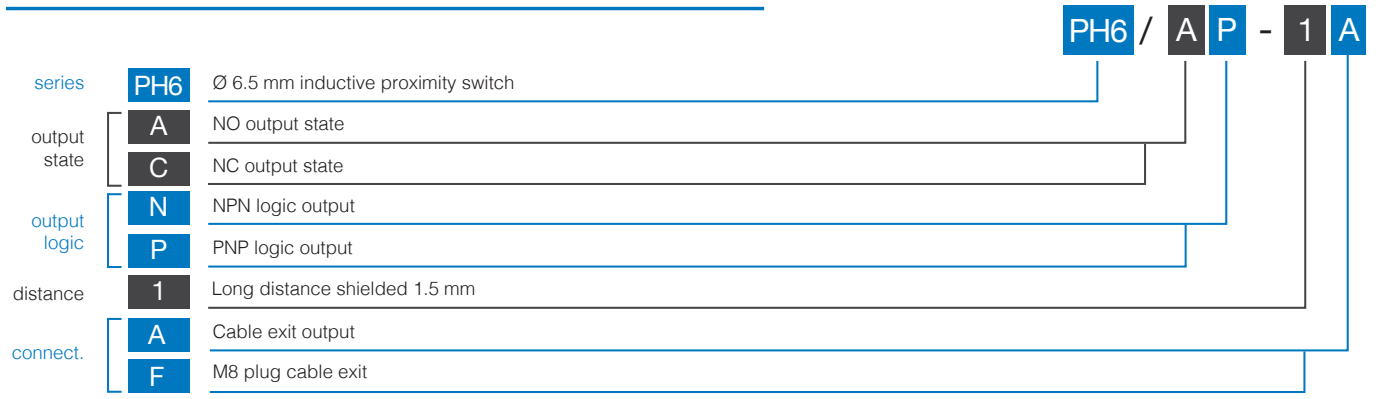 PH6 / A P - 1 A
series PH6 Ø 6.5 mm inductive proximity switch
output state
A NO output state
C NC output state
output logic
N NPN logic output
P PNP logic output
distance 1 Long distance shielded 1.5 mm
connect.
A Cable exit output
F M8 plug cable exit